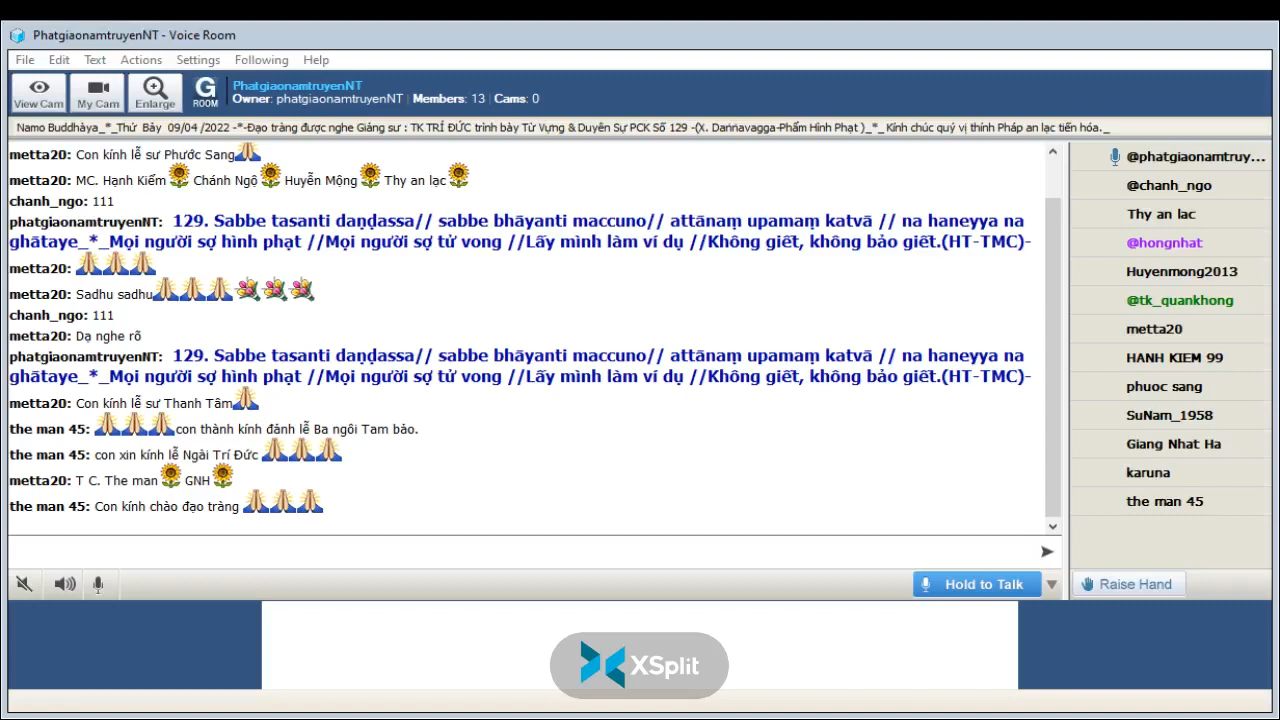 PhatgiaonamtruyenNT - Voice Room
File Edit Text Actions Settings Following Help
View Cam My Cam Enlarge G ROOM
PhatgiaonamtruyenNT
Owner: phatgiaonamtruyenNT | Members: 13 | Cams: 0
Namo Buddhàya_*_Thứ Bảy 09/04 /2022 -*-Đạo tràng được nghe Giảng sư : TK TRÍ ĐỨC trình bày Từ Vựng & Duyên Sự PCK Số 129 -(X. Daṇḍavagga-Phẩm Hình Phạt )_*_ Kính chúc quý vị thính Pháp an lạc tiến hóa._
metta20: Con kính lễ sư Phước Sang
metta20: MC. Hạnh Kiếm Chánh Ngộ Huyễn Mộng Thy an lạc
chanh_ngo: 111
phatgiaonamtruyenNT: 129. Sabbe tasanti daṇḍassa// sabbe bhāyanti maccuno// attānaṃ upamaṃ katvā // na haneyya na
ghātaye_*_Mọi người sợ hình phạt //Mọi người sợ tử vong //Lấy mình làm ví dụ //Không giết, không bảo giết.(HT-TMC)-
metta20:
metta20: Sadhu sadhu
chanh_ngo: 111
metta20: Dạ nghe rõ
phatgiaonamtruyenNT: 129. Sabbe tasanti daṇḍassa// sabbe bhāyanti maccuno// attānaṃ upamaṃ katvā // na haneyya na
ghātaye_*_Mọi người sợ hình phạt //Mọi người sợ tử vong //Lấy mình làm ví dụ //Không giết, không bảo giết.(HT-TMC)-
metta20: Con kính lễ sư Thanh Tâm
the man 45: con thành kính đảnh lễ Ba ngôi Tam bảo.
the man 45: con xin kính lễ Ngài Trí Đức
metta20: T C. The man GNH
the man 45: Con kính chào đạo tràng
@phatgiaonamtruy...
@chanh_ngo
Thy an lac
@hongnhat
Huyenmong2013
@tk_quankhong
metta20
HANH KIEM 99
phuoc sang
SuNam_1958
Giang Nhat Ha
karuna
the man 45
Hold to Talk
Raise Hand
XSplit